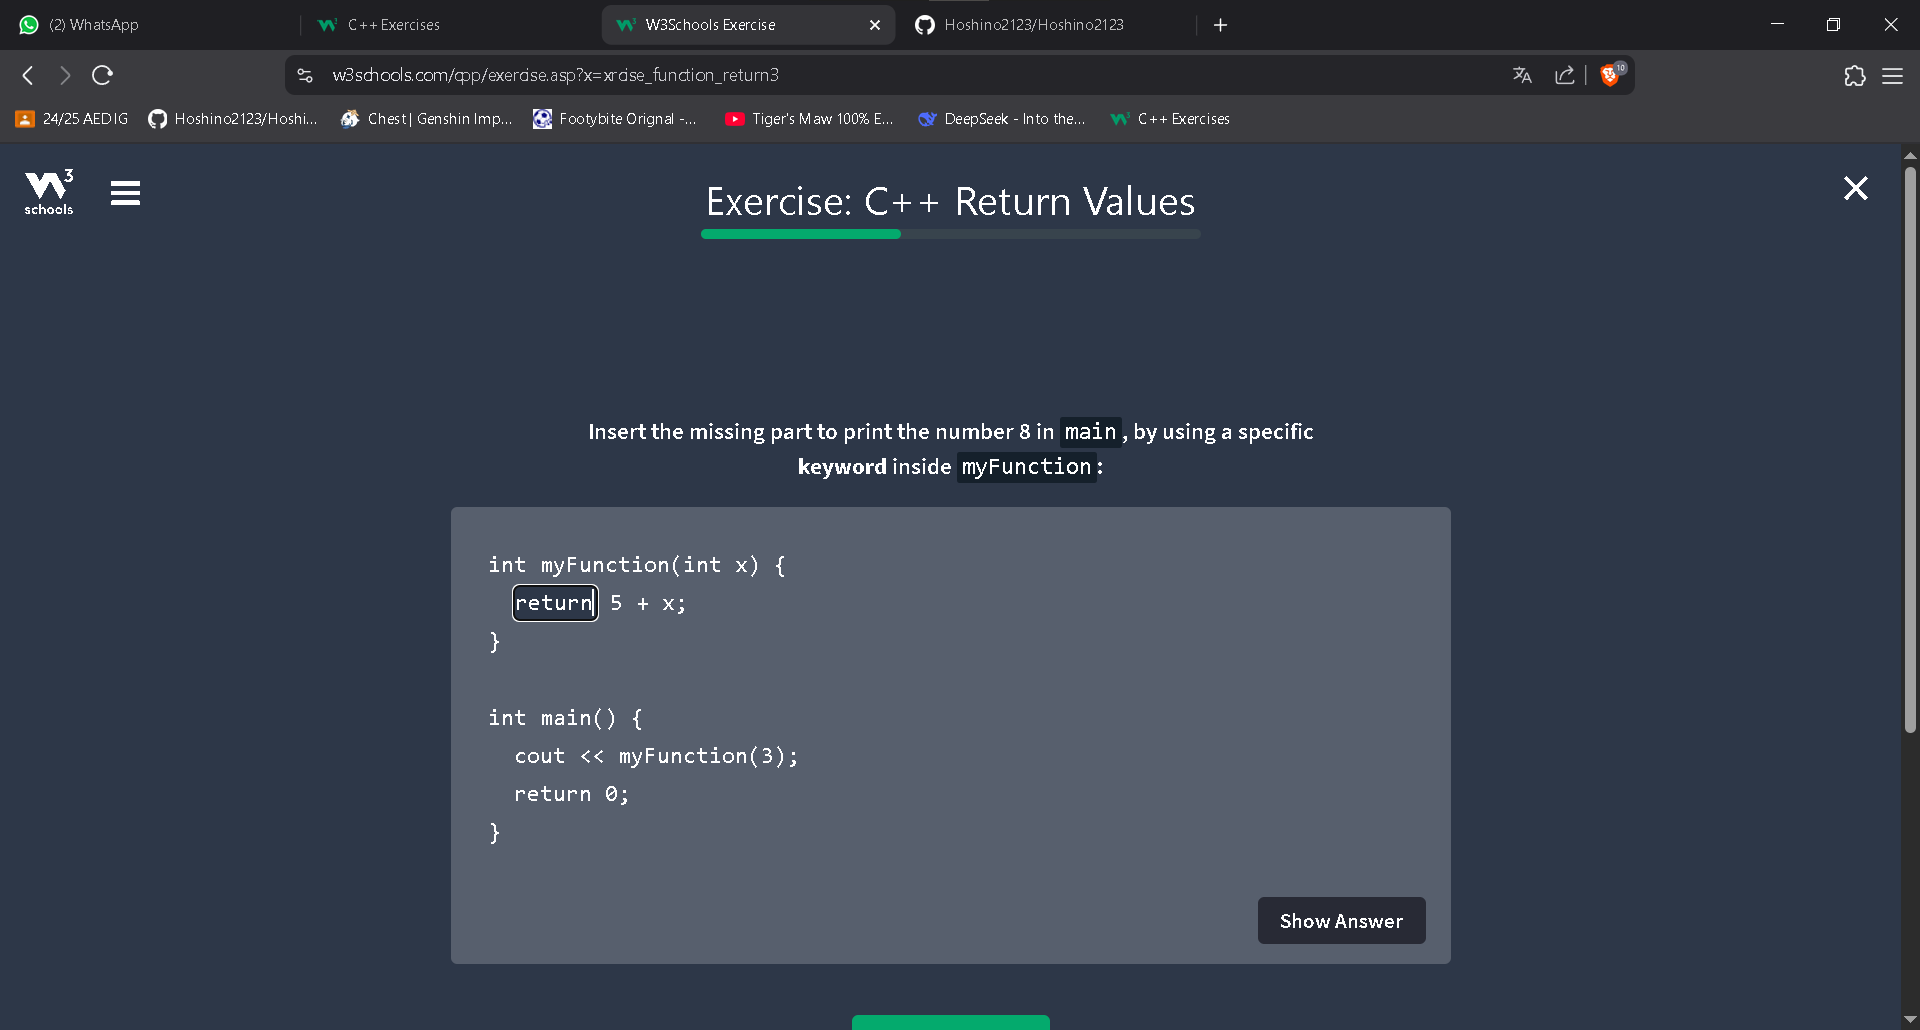 (2) WhatsApp
C++ Exercises
W3Schools Exercise
Hoshino2123/Hoshino2123
w3schools.com/cpp/exercise.asp?x=xrcise_function_return3
10
24/25 AEDIG
Hoshino2123/Hoshi...
Chest | Genshin Imp...
Footybite Orignal -...
Tiger's Maw 100% E...
DeepSeek - Into the...
C++ Exercises
W3
schools
Exercise: C++ Return Values
Insert the missing part to print the number 8 in main, by using a specific
keyword inside myFunction:
int myFunction(int x) {
return 5 + x;
}
int main() {
cout << myFunction(3);
return 0;
}
Show Answer